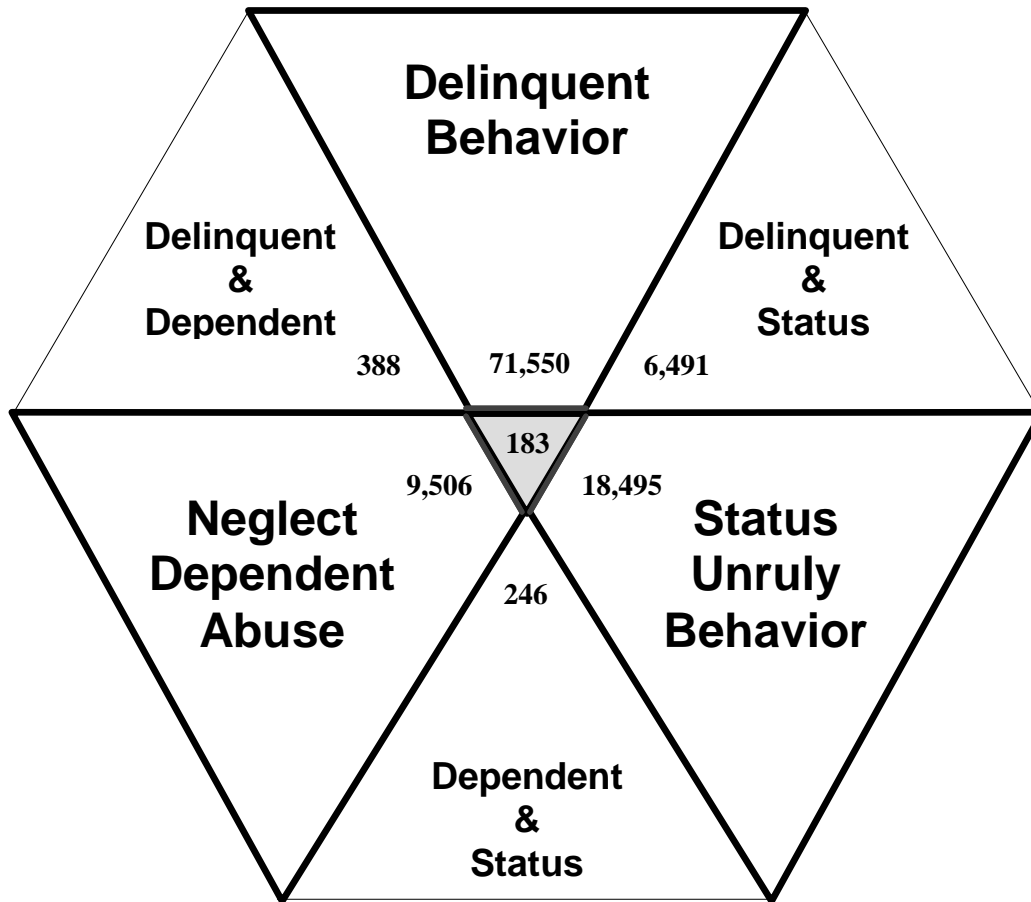 Delinquent
Behavior
Delinquent
&
Dependent
Delinquent
&
Status
388
71,550
6,491
183
9,506
18,495
Neglect
Dependent
Abuse
Status
Unruly
Behavior
246
Dependent
&
Status